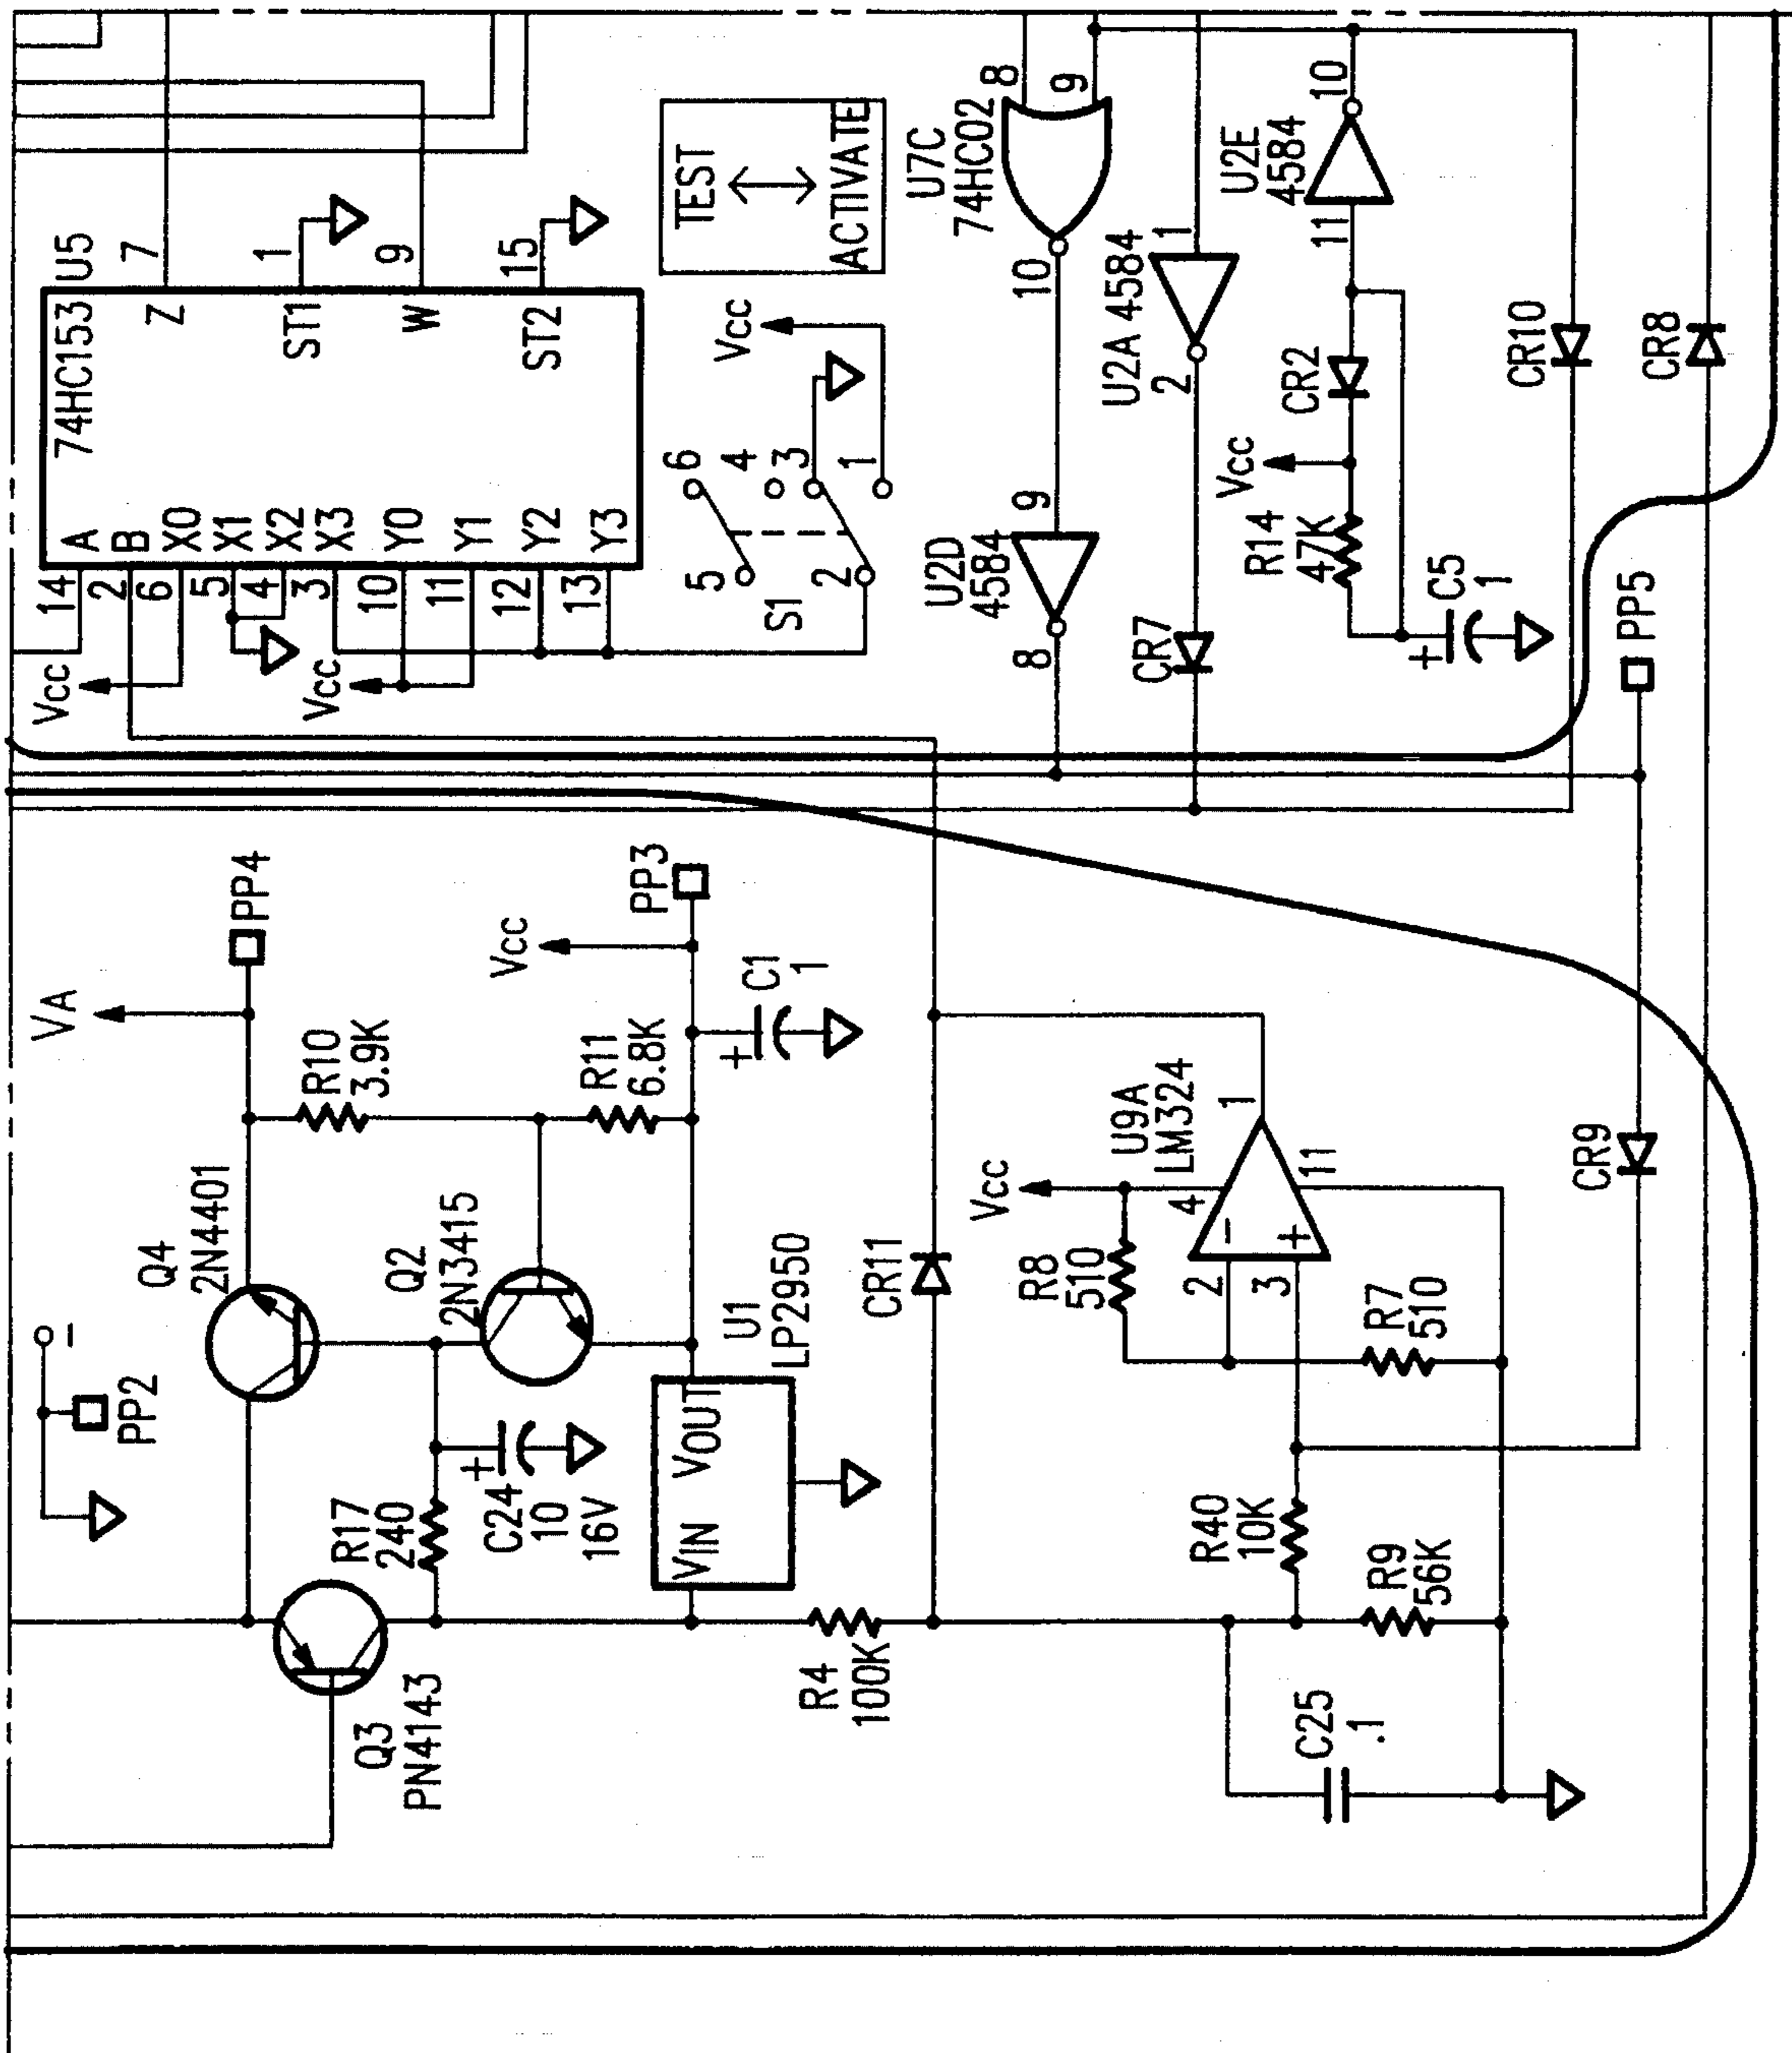 74HC153 U5
14 A
2 B
6 X0
5 X1
4 X2
3 X3
10 Y0
11 Y1
12 Y2
13 Y3
Z 7
ST1 1
W 9
ST2 15
Vcc
Vcc
TEST
ACTIVATE
Vcc
6
4
3
1
5
2
S1
U7C
74HC02
8
9
10
U2D
4584
9
8
U2A 4584
1
2
CR7
U2E
4584
10
11
CR2
Vcc
R14
47K
+
C5
1
CR10
CR8
PP5
VA
PP4
R10
3.9K
Q4
2N4401
PP2
−
Q2
2N3415
R11
6.8K
Vcc
PP3
+
C1
1
R17
240
+
C24
10
16V
U1
LP2950
VIN VOUT
Q3
PN4143
R4
100K
CR11
Vcc
U9A
LM324
4
1
11
2 −
3 +
R8
510
R7
510
R40
10K
R9
56K
C25
.1
CR9